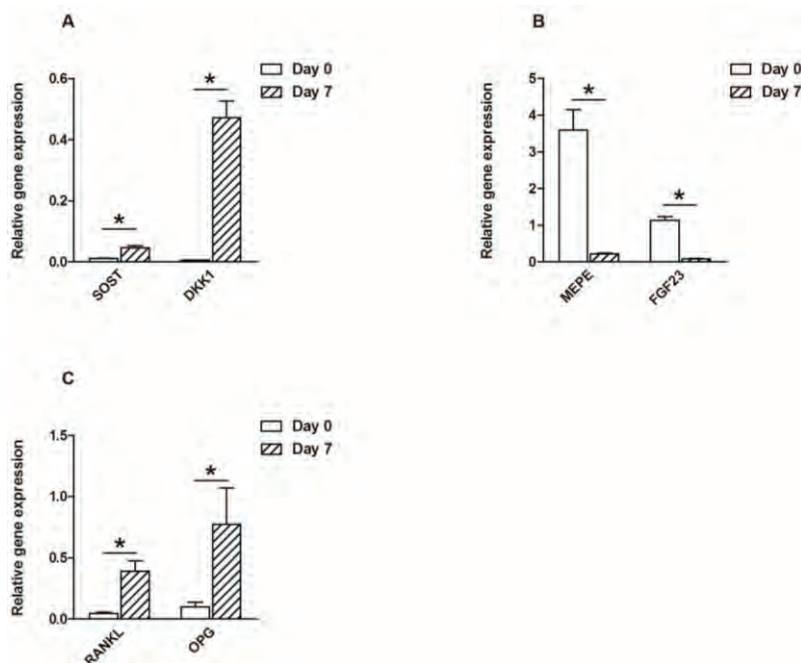 A
Day 0
Day 7
Relative gene expression
0.6
0.4
0.2
0.0
*
*
SOST
DKK1
B
Day 0
Day 7
Relative gene expression
5
4
3
2
1
0
*
*
MEPE
FGF23
C
Day 0
Day 7
Relative gene expression
1.5
1.0
0.5
0.0
*
*
RANKL
OPG